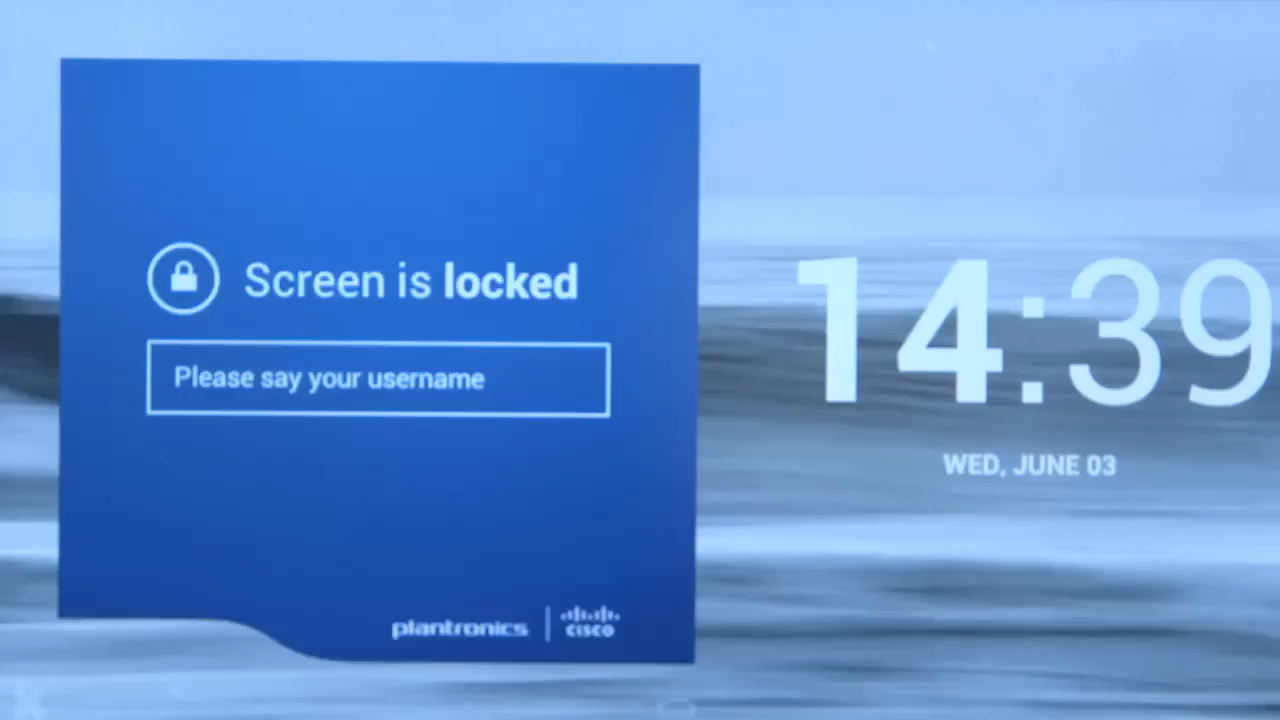 Screen is locked
Please say your username
plantronics
CISCO
14:39
WED, JUNE 03